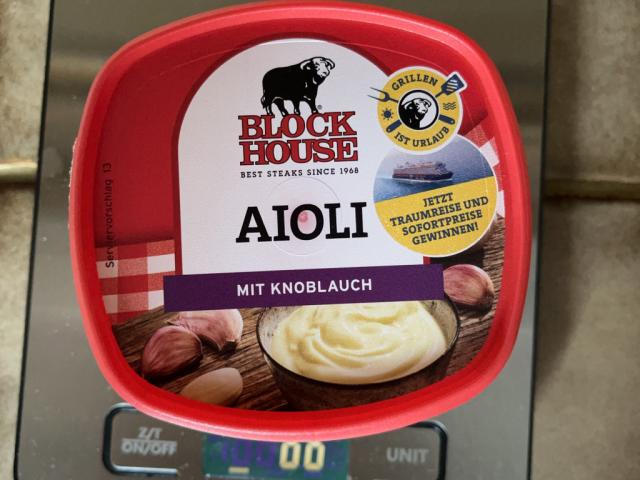 GRILLEN
IST URLAUB
BLOCK
HOUSE
BEST STEAKS SINCE 1968
JETZT
TRAUMREISE UND
SOFORTPREISE
GEWINNEN!
AIOLI
MIT KNOBLAUCH
Serviervorschlag 13
Z/T
ON/OFF
UNIT